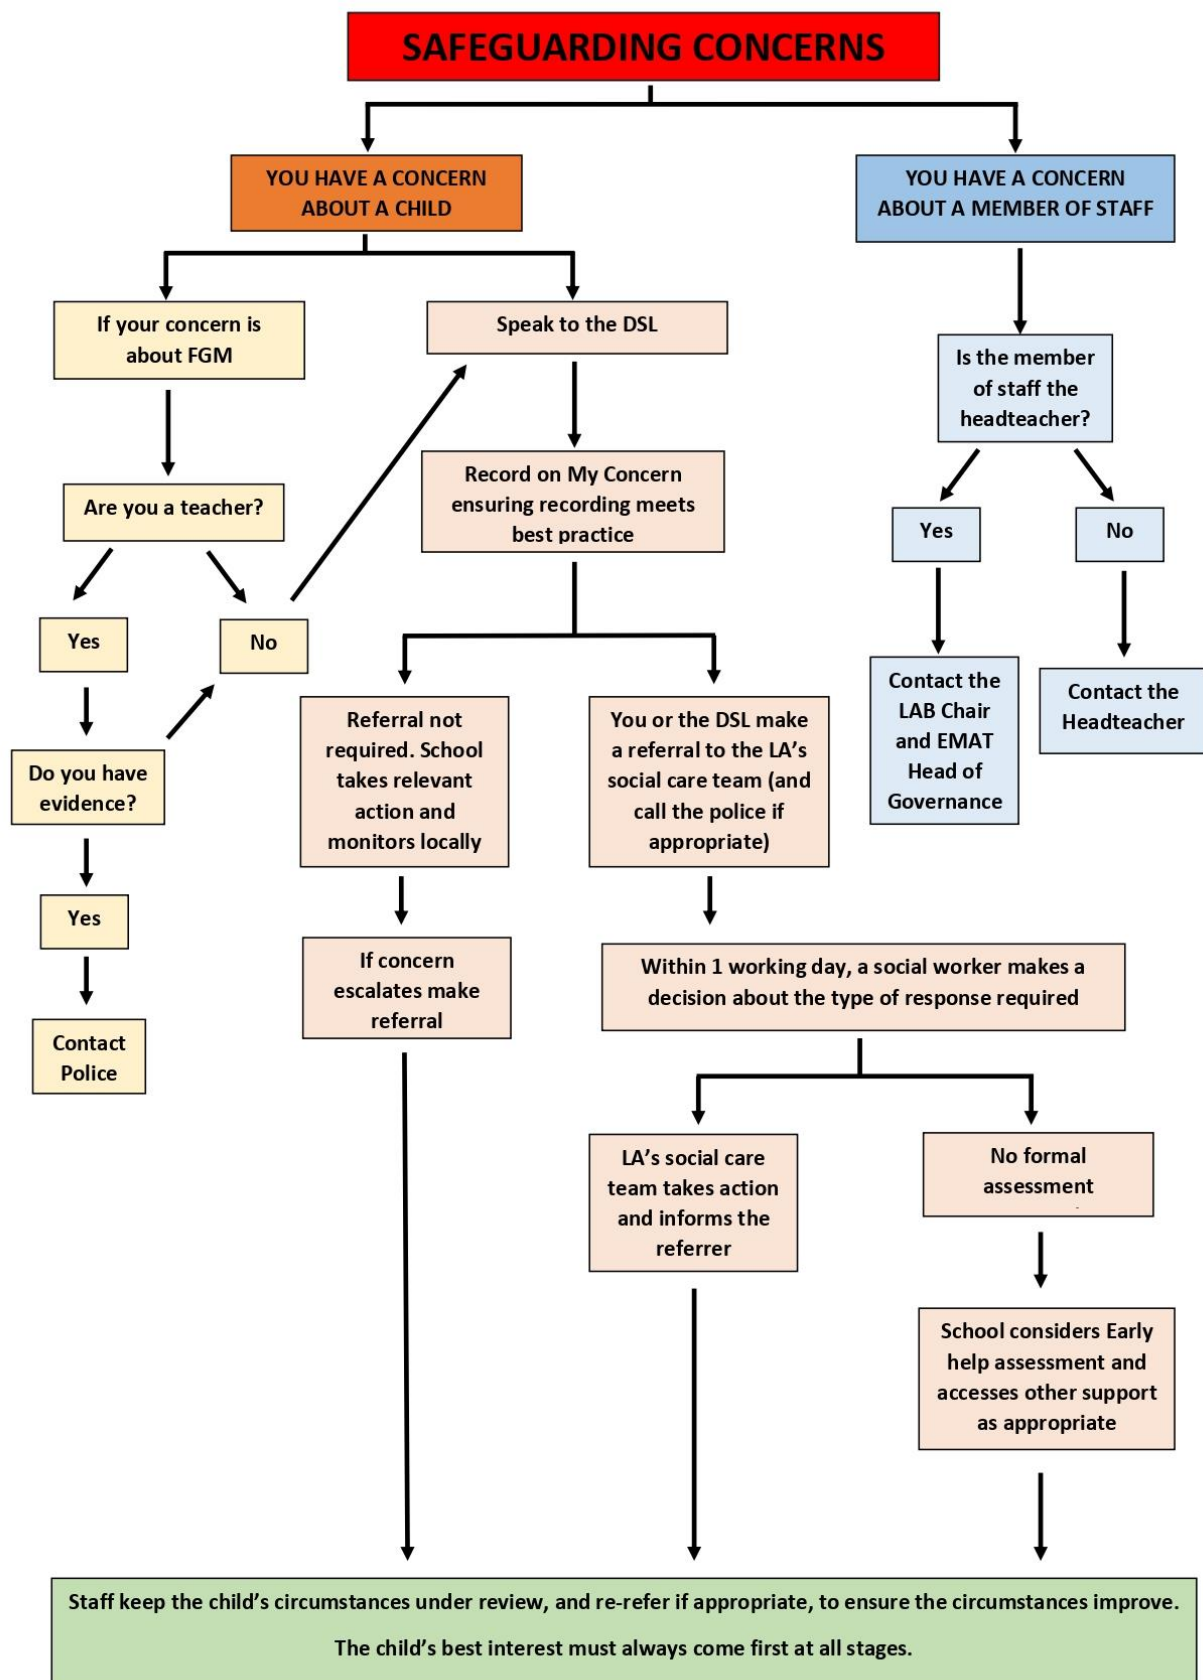 SAFEGUARDING CONCERNS
YOU HAVE A CONCERN
ABOUT A CHILD
YOU HAVE A CONCERN
ABOUT A MEMBER OF STAFF
If your concern is
about FGM
Speak to the DSL
Is the member
of staff the
headteacher?
Are you a teacher?
Record on My Concern
ensuring recording meets
best practice
Yes
No
Yes
No
Do you have
evidence?
Referral not
required. School
takes relevant
action and
monitors locally
You or the DSL make
a referral to the LA’s
social care team (and
call the police if
appropriate)
Contact the
LAB Chair
and EMAT
Head of
Governance
Contact the
Headteacher
Yes
If concern
escalates make
referral
Within 1 working day, a social worker makes a
decision about the type of response required
Contact
Police
LA’s social care
team takes action
and informs the
referrer
No formal
assessment
School considers Early
help assessment and
accesses other support
as appropriate
Staff keep the child’s circumstances under review, and re-refer if appropriate, to ensure the circumstances improve.
The child’s best interest must always come first at all stages.